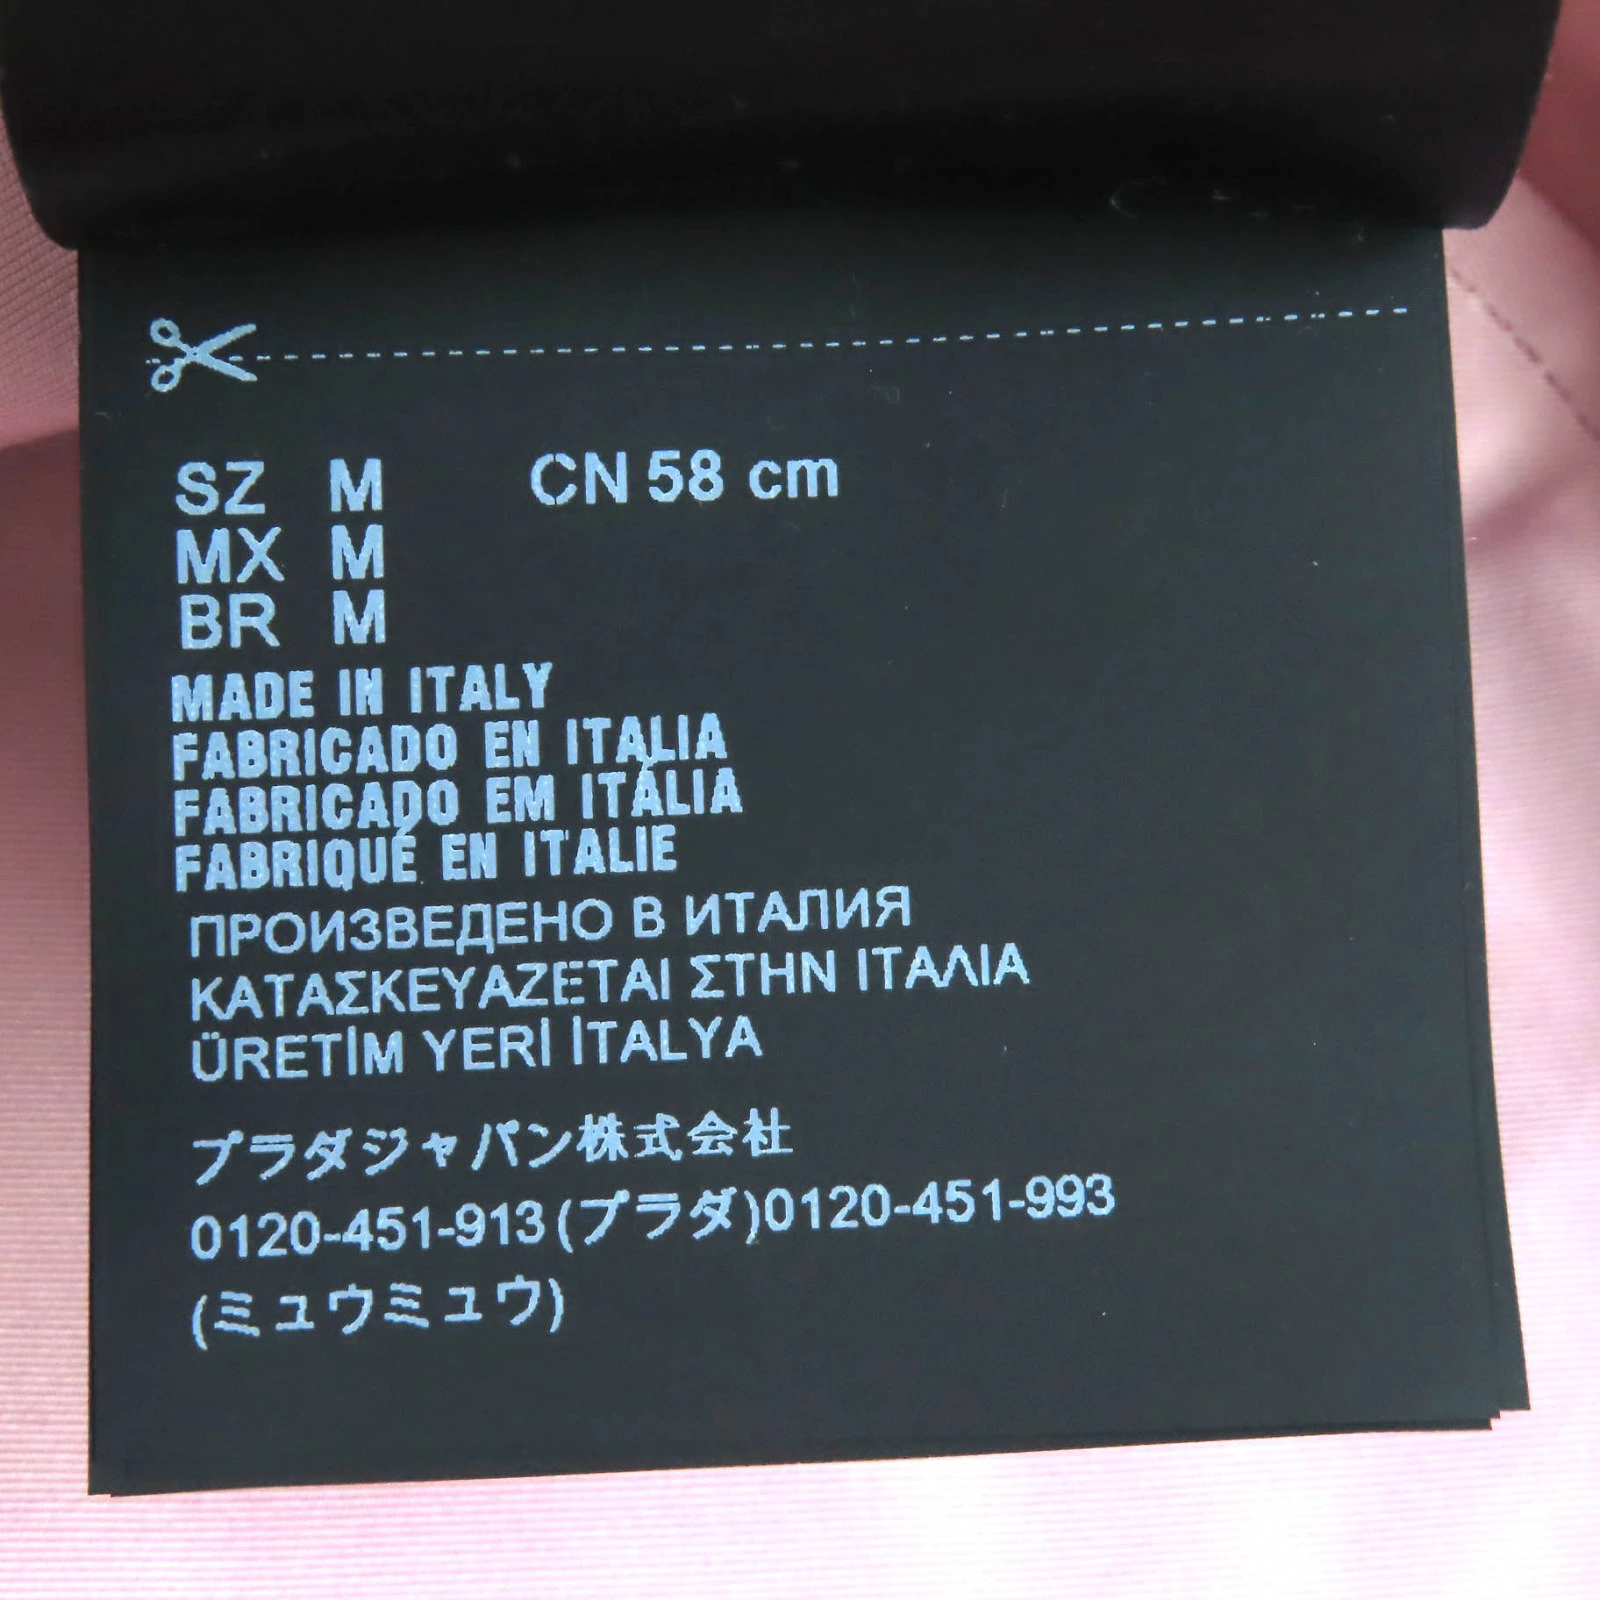 SZ M CN 58 cm
MX M
BR M
MADE IN ITALY
FABRICADO EN ITALIA
FABRICADO EM ITÁLIA
FABRIQUÉ EN ITALIE
ПРОИЗВЕДЕНО В ИТАЛИЯ
ΚΑΤΑΣΚΕΥΑΖΕΤΑΙ ΣΤΗΝ ΙΤΑΛΙΑ
ÜRETİM YERİ İTALYA
プラダジャパン株式会社
0120-451-913(プラダ)0120-451-993
(ミュウミュウ)